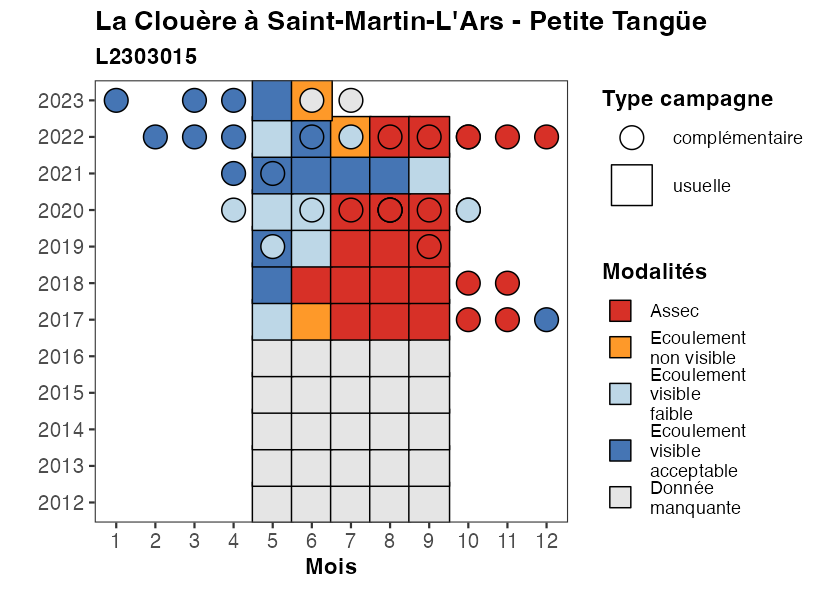 La Clouère à Saint-Martin-L'Ars - Petite Tangüe
L2303015
2023
2022
2021
2020
2019
2018
2017
2016
2015
2014
2013
2012
1 2 3 4 5 6 7 8 9 10 11 12
Mois
Type campagne
complémentaire
usuelle
Modalités
Assec
Ecoulement
non visible
Ecoulement
visible
faible
Ecoulement
visible
acceptable
Donnée
manquante